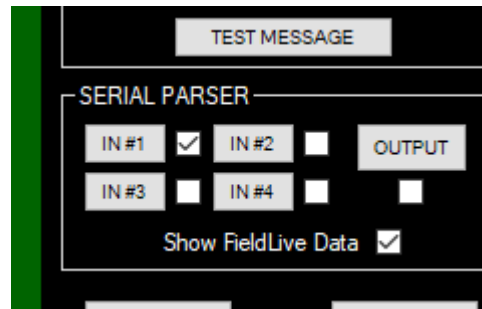 TEST MESSAGE
SERIAL PARSER
IN #1 IN #2 OUTPUT
IN #3 IN #4
Show FieldLive Data